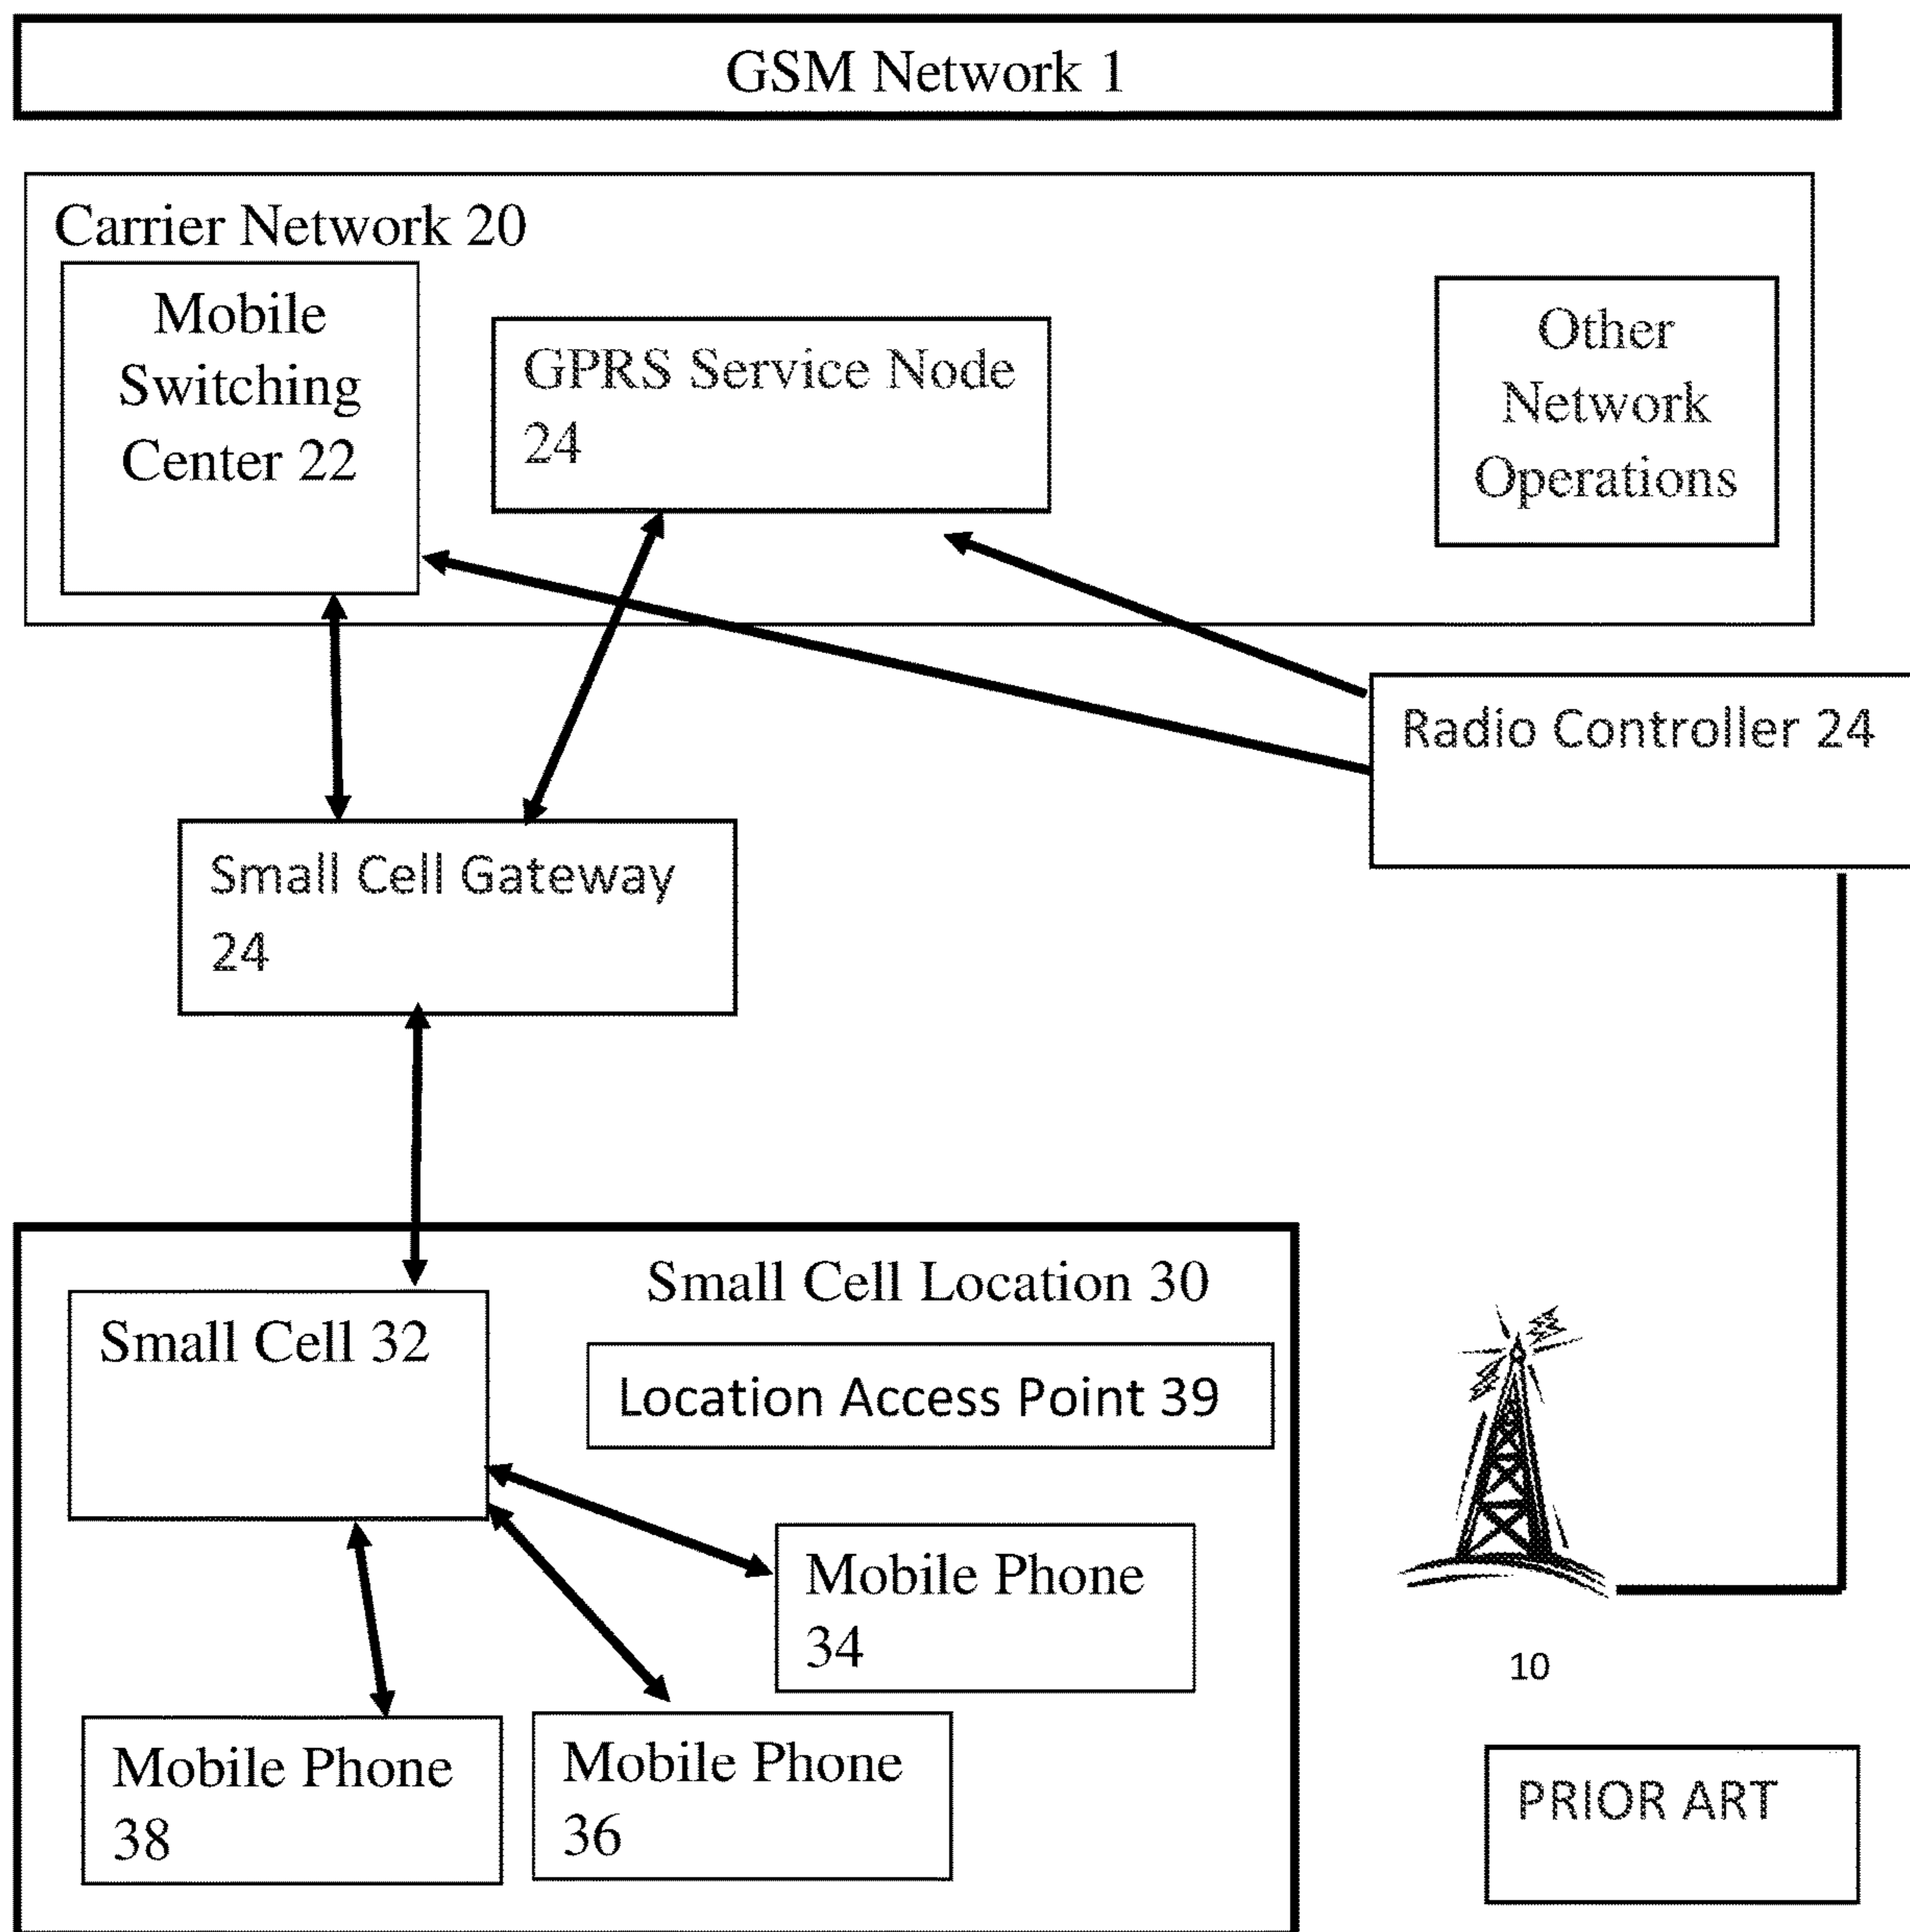 GSM Network 1
Carrier Network 20
Mobile
Switching
Center 22
GPRS Service Node
24
Other
Network
Operations
Radio Controller 24
Small Cell Gateway
24
Small Cell Location 30
Small Cell 32
Location Access Point 39
Mobile Phone
34
Mobile Phone
38
Mobile Phone
36
10
PRIOR ART